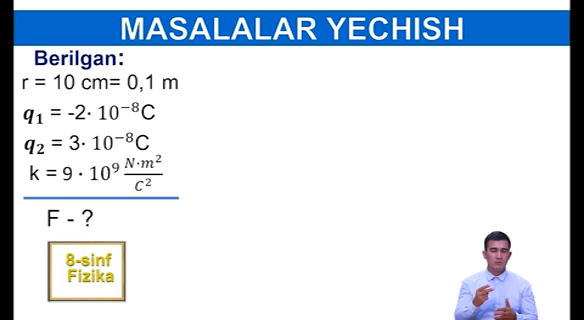 MASALALAR YECHISH
Berilgan:
r = 10 cm= 0,1 m
q₁ = -2· 10⁻⁸C
q₂ = 3· 10⁻⁸C
k = 9 · 10⁹ N·m²/C²
F - ?
8-sinf
Fizika